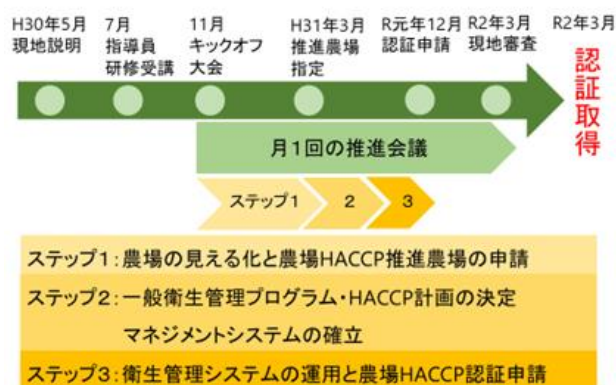 H30年5月
現地説明
7月
指導員
研修受講
11月
キックオフ
大会
H31年3月
推進農場
指定
R元年12月
認証申請
R2年3月
現地審査
R2年3月
認証取得
月1回の推進会議
ステップ1
2
3
ステップ1:農場の見える化と農場HACCP推進農場の申請
ステップ2:一般衛生管理プログラム・HACCP計画の決定
マネジメントシステムの確立
ステップ3:衛生管理システムの運用と農場HACCP認証申請